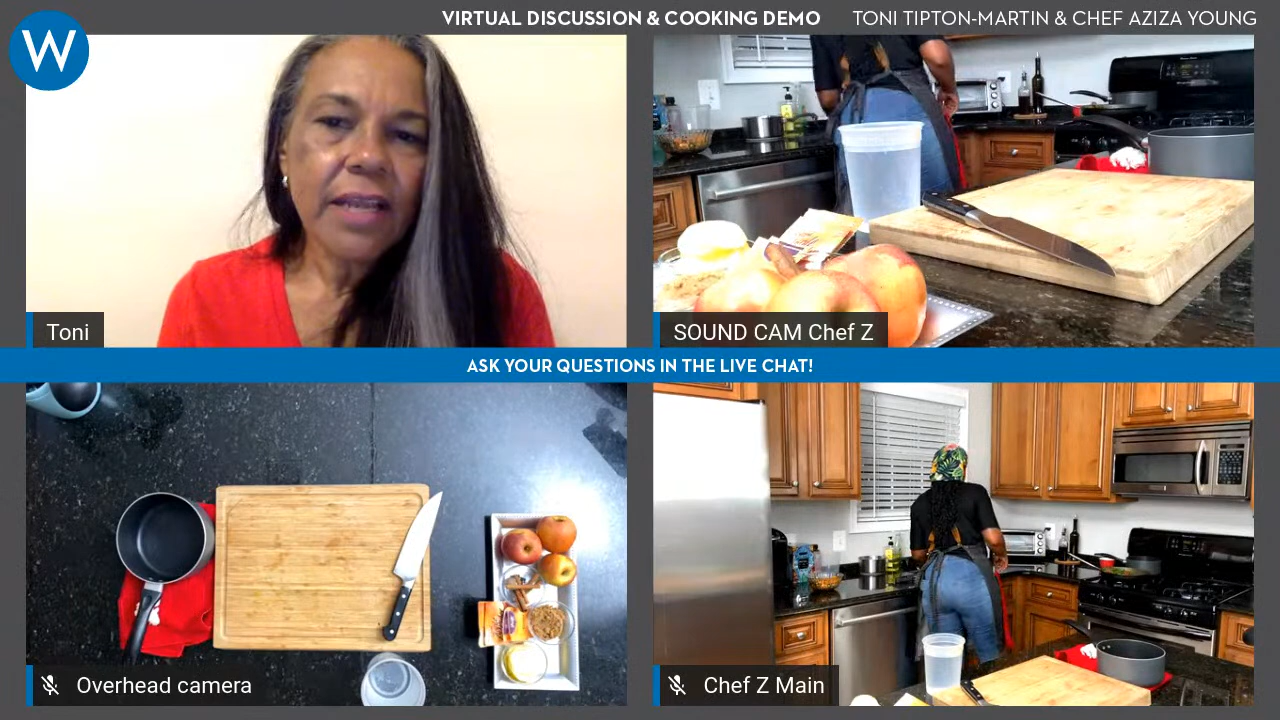 VIRTUAL DISCUSSION & COOKING DEMO TONI TIPTON-MARTIN & CHEF AZIZA YOUNG
W
Toni
SOUND CAM Chef Z
ASK YOUR QUESTIONS IN THE LIVE CHAT!
Overhead camera
Chef Z Main